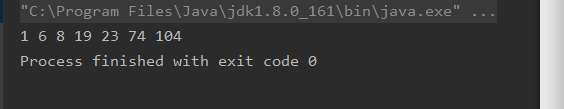 "C:\Program Files\Java\jdk1.8.0_161\bin\java.exe" ...
1 6 8 19 23 74 104
Process finished with exit code 0